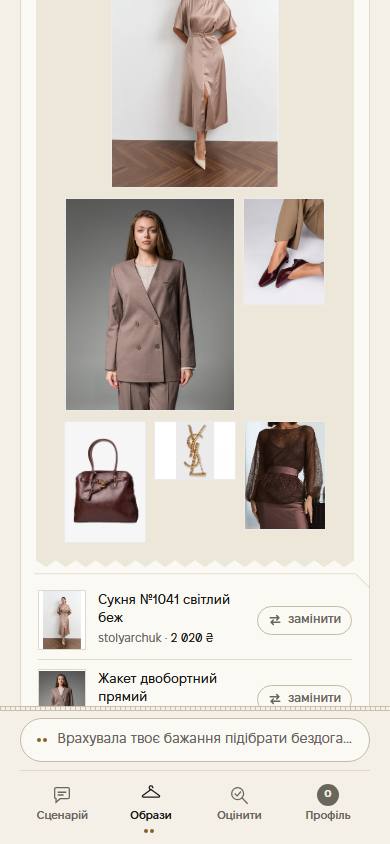 YSL
Сукня №1041 світлий
беж
stolyarchuk · 2 020 ₴
замінити
Жакет двобортний
прямий
замінити
Врахувала твоє бажання підібрати бездога...
Сценарій
Образи
Оцінити
0
Профіль